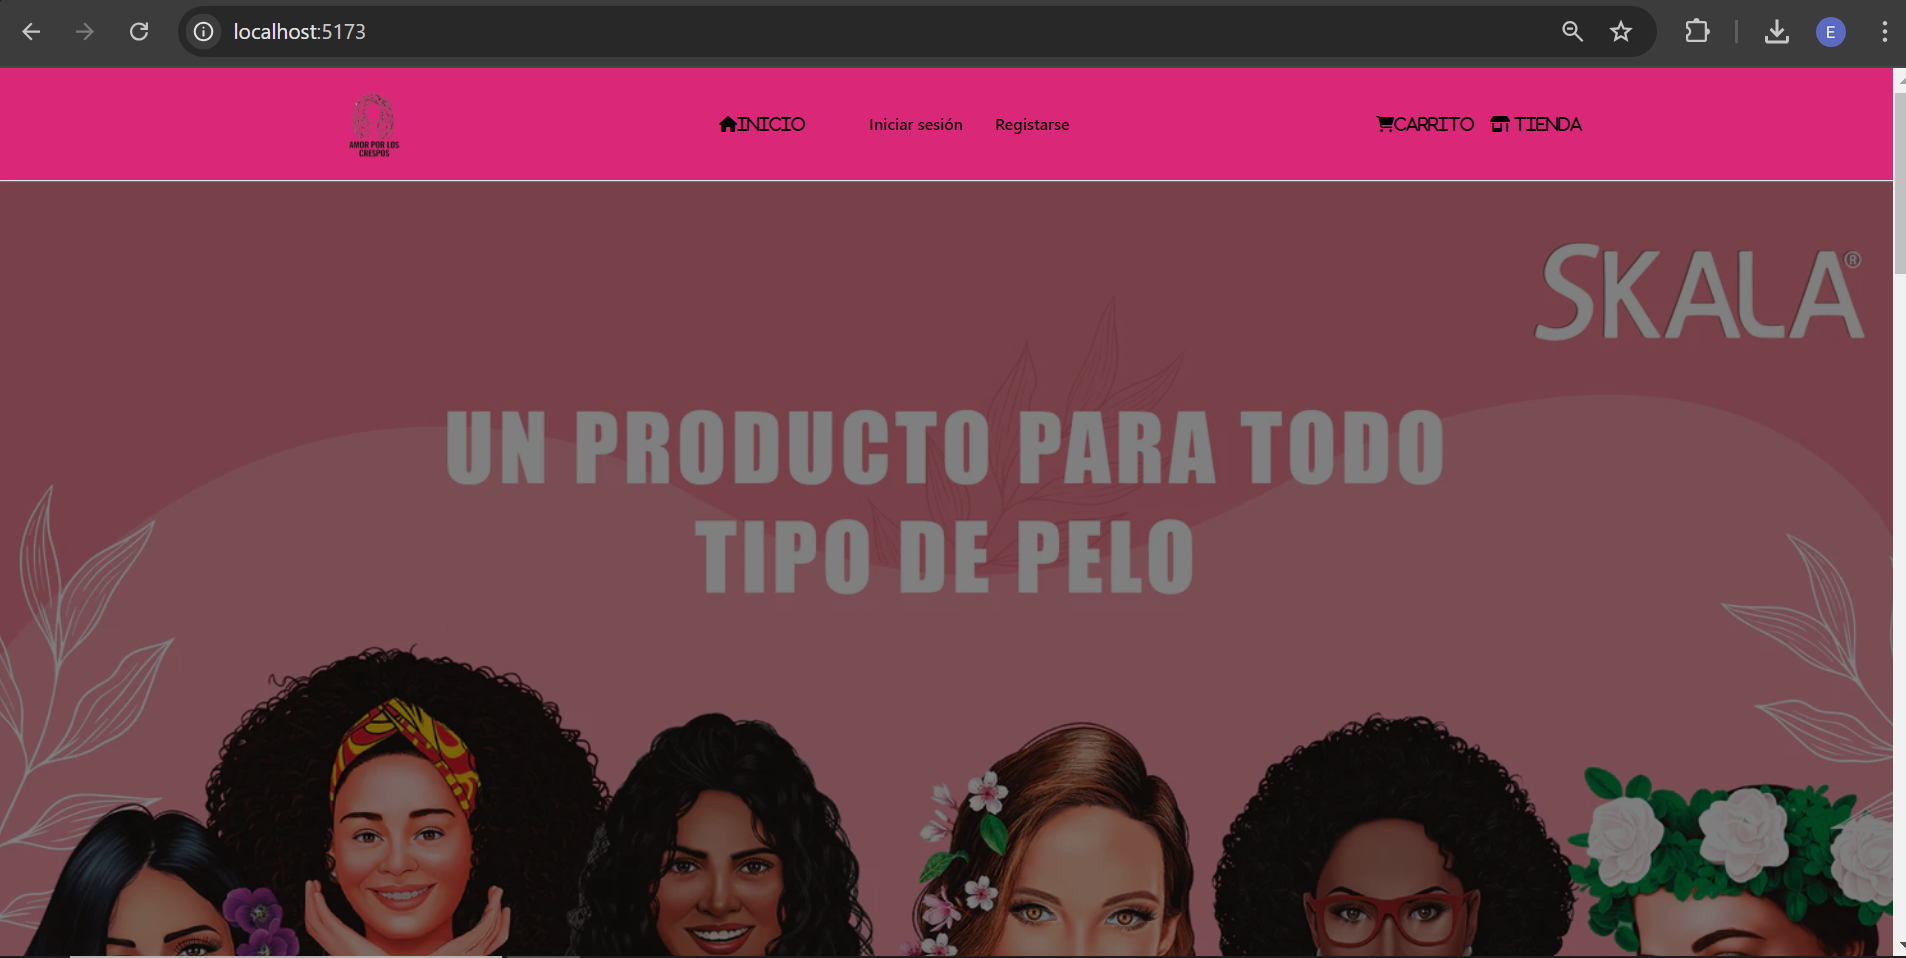 localhost:5173
E
AMOR POR LOS
CRESPOS
INICIO
Iniciar sesión
Registarse
CARRITO
TIENDA
SKALA®
UN PRODUCTO PARA TODO
TIPO DE PELO